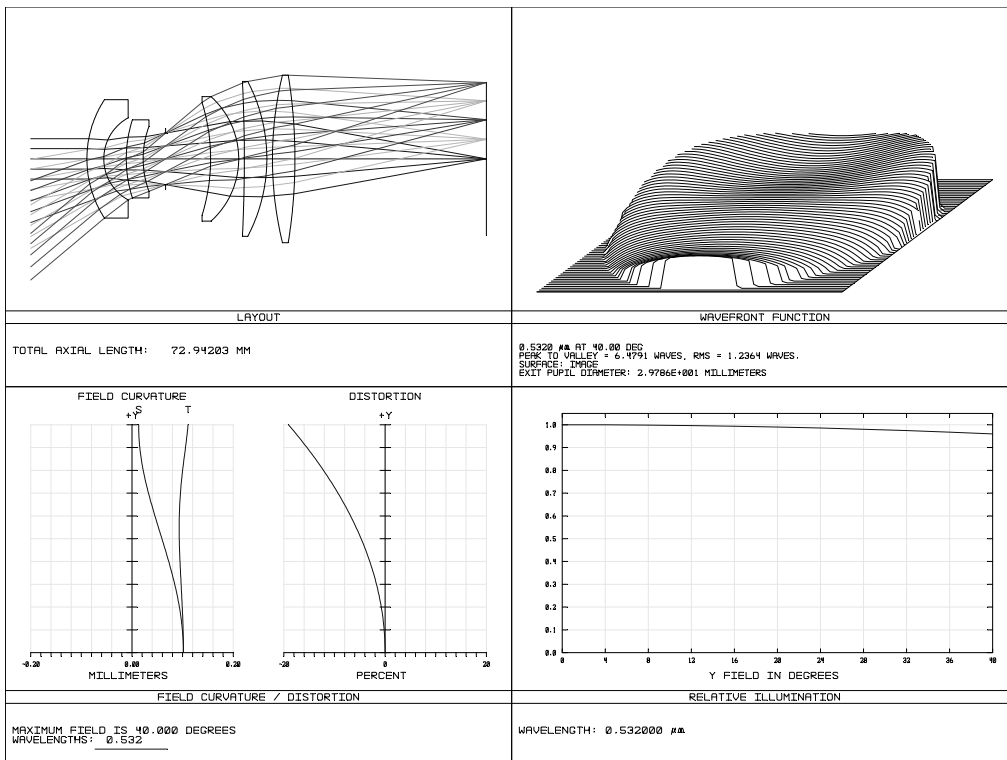 LAYOUT
TOTAL AXIAL LENGTH: 72.94203 MM
WAVEFRONT FUNCTION
0.5320 µm AT 40.00 DEG
PEAK TO VALLEY = 6.4791 WAVES, RMS = 1.2364 WAVES.
SURFACE: IMAGE
EXIT PUPIL DIAMETER: 2.9786E+001 MILLIMETERS
FIELD CURVATURE
+Y S T
-0.20 0.00 0.20
MILLIMETERS
DISTORTION
+Y
-20 0 20
PERCENT
FIELD CURVATURE / DISTORTION
MAXIMUM FIELD IS 40.000 DEGREES
WAVELENGTHS: 0.532
1.0
0.9
0.8
0.7
0.6
0.5
0.4
0.3
0.2
0.1
0.0
0 4 8 12 16 20 24 28 32 36 40
Y FIELD IN DEGREES
RELATIVE ILLUMINATION
WAVELENGTH: 0.532000 µm